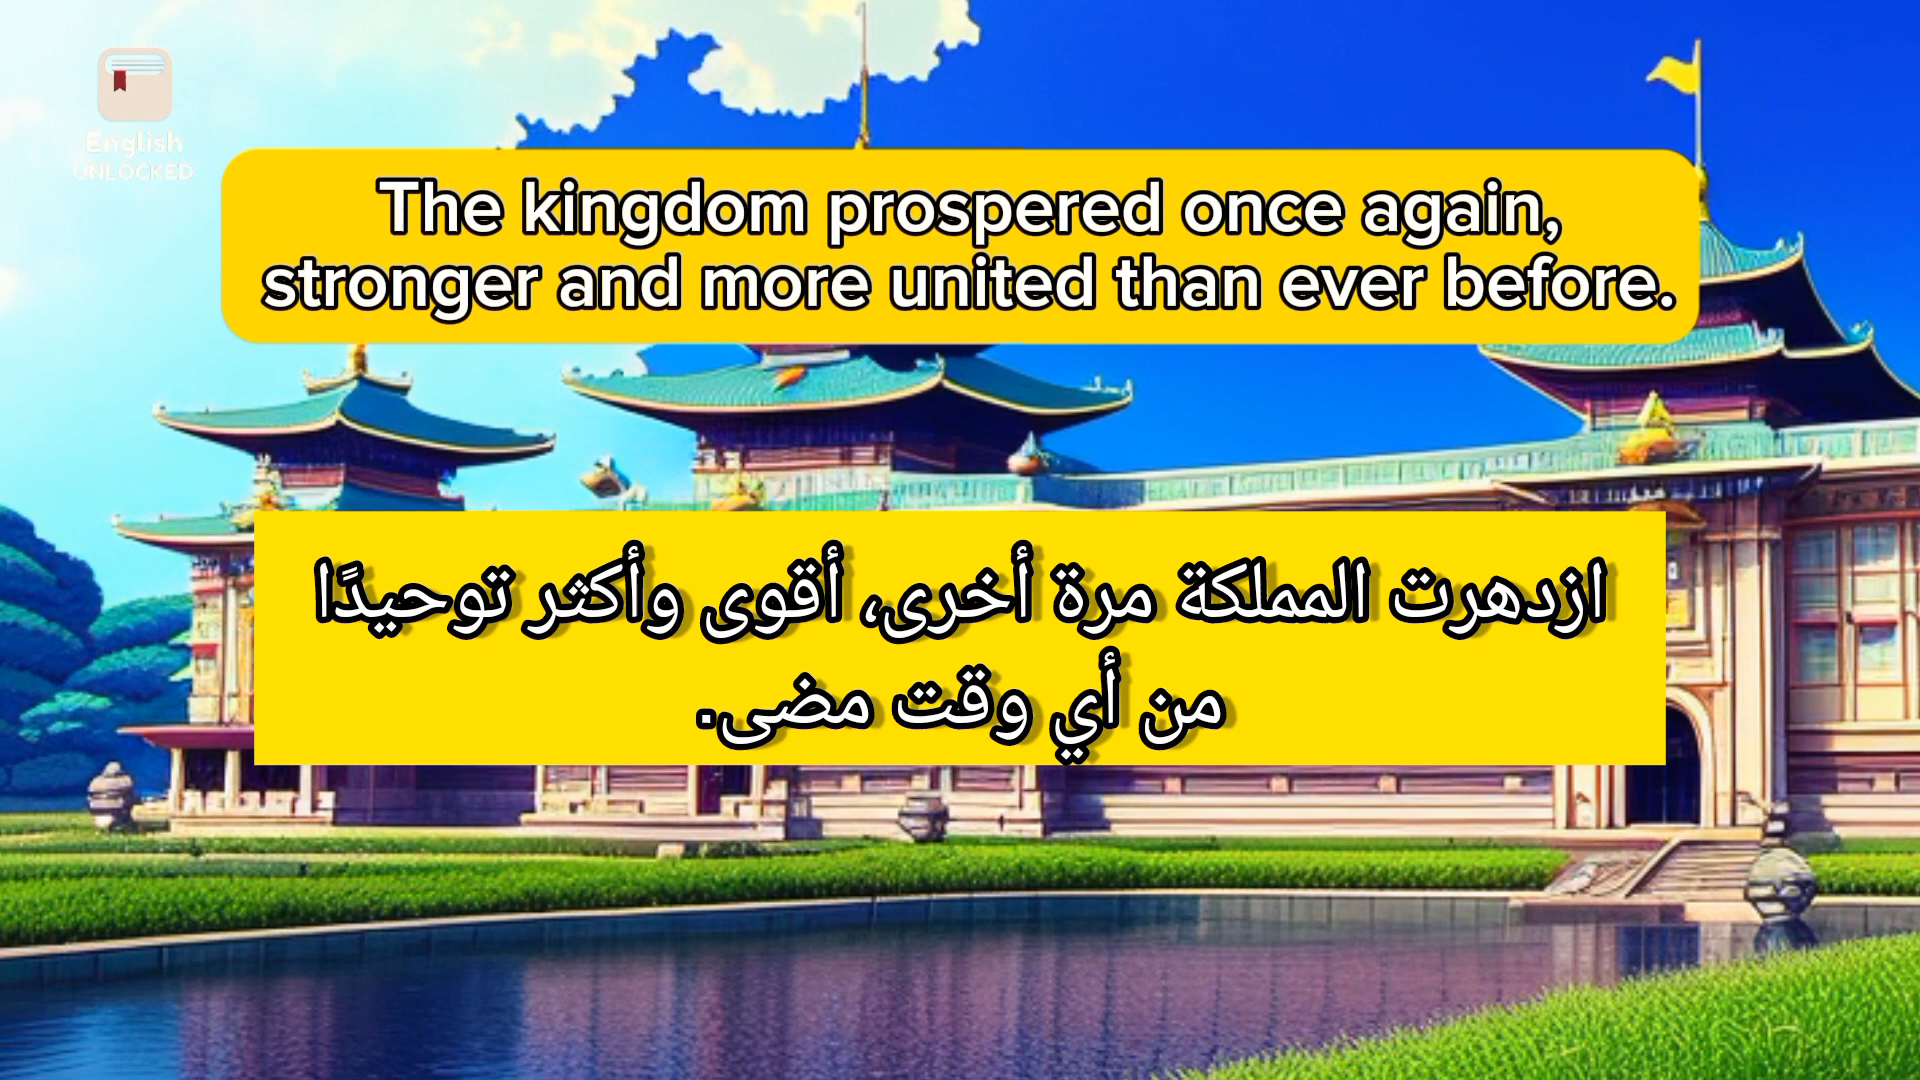 English
UNLOCKED
The kingdom prospered once again,
stronger and more united than ever before.
ازدهرت المملكة مرة أخرى، أقوى وأكثر توحيدًا
من أي وقت مضى.